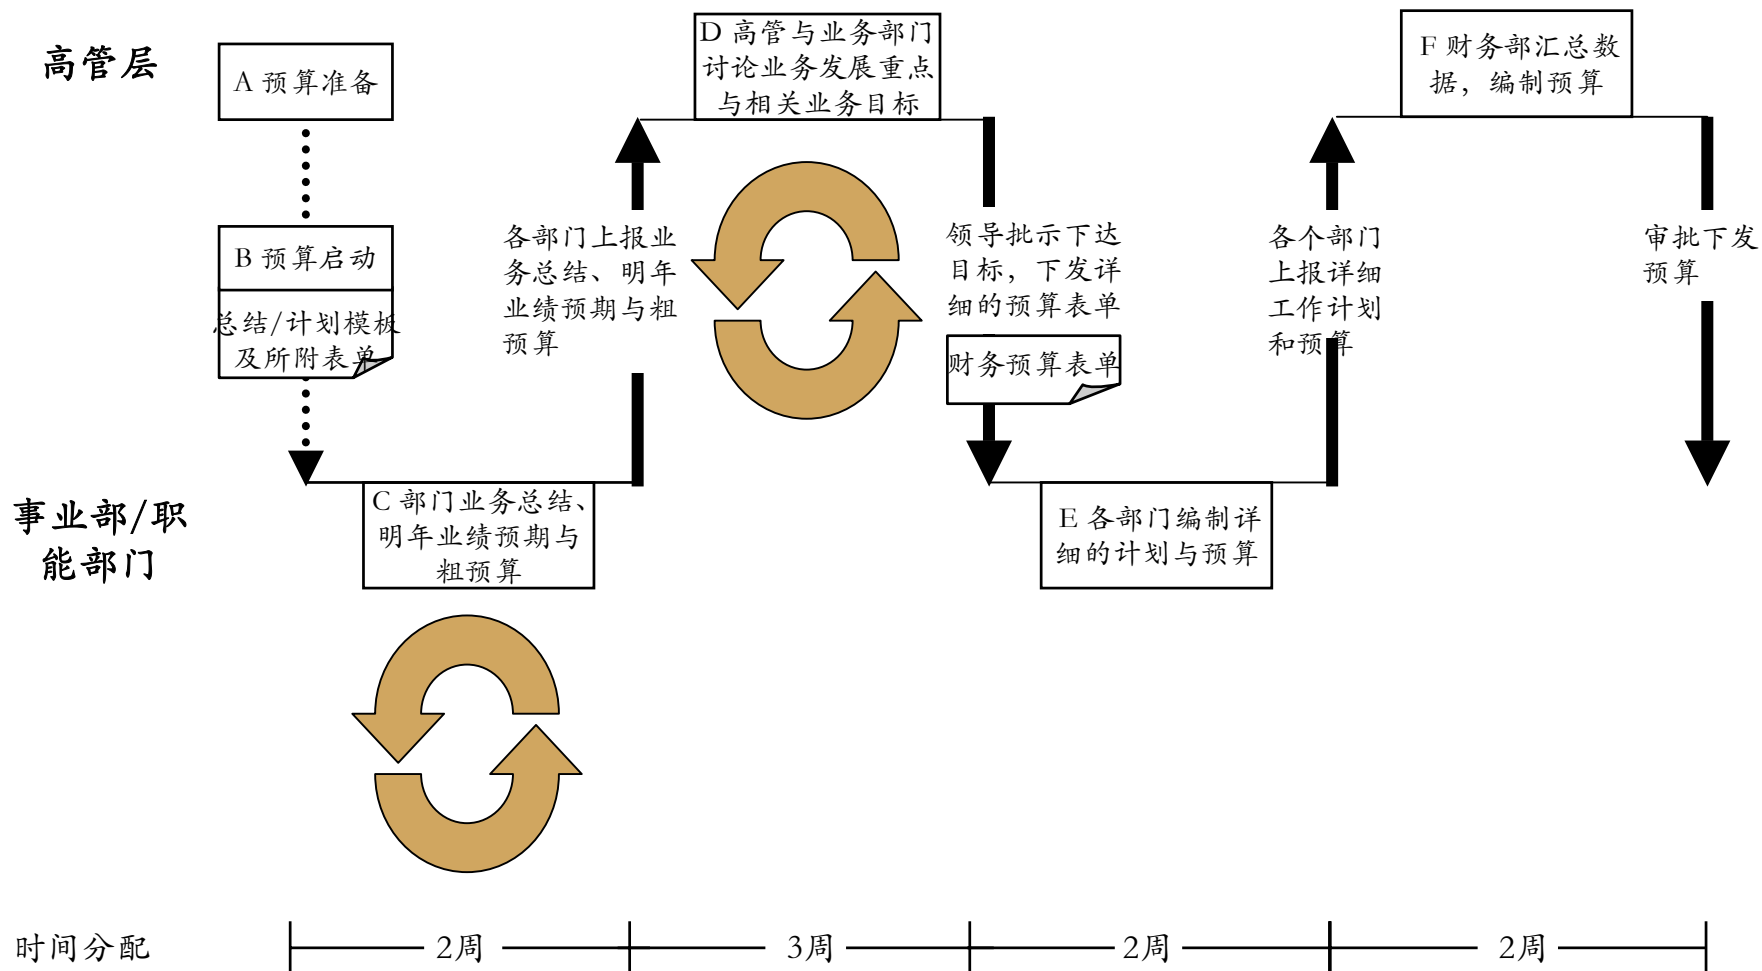 高管层
A 预算准备
B 预算启动
总结/计划模板
及所附表单
各部门上报业
务总结、明年
业绩预期与粗
预算
D 高管与业务部门
讨论业务发展重点
与相关业务目标
领导批示下达
目标，下发详
细的预算表单
财务预算表单
各个部门
上报详细
工作计划
和预算
F 财务部汇总数
据，编制预算
审批下发
预算
事业部/职
能部门
C 部门业务总结、
明年业绩预期与
粗预算
E 各部门编制详
细的计划与预算
时间分配
2周
3周
2周
2周